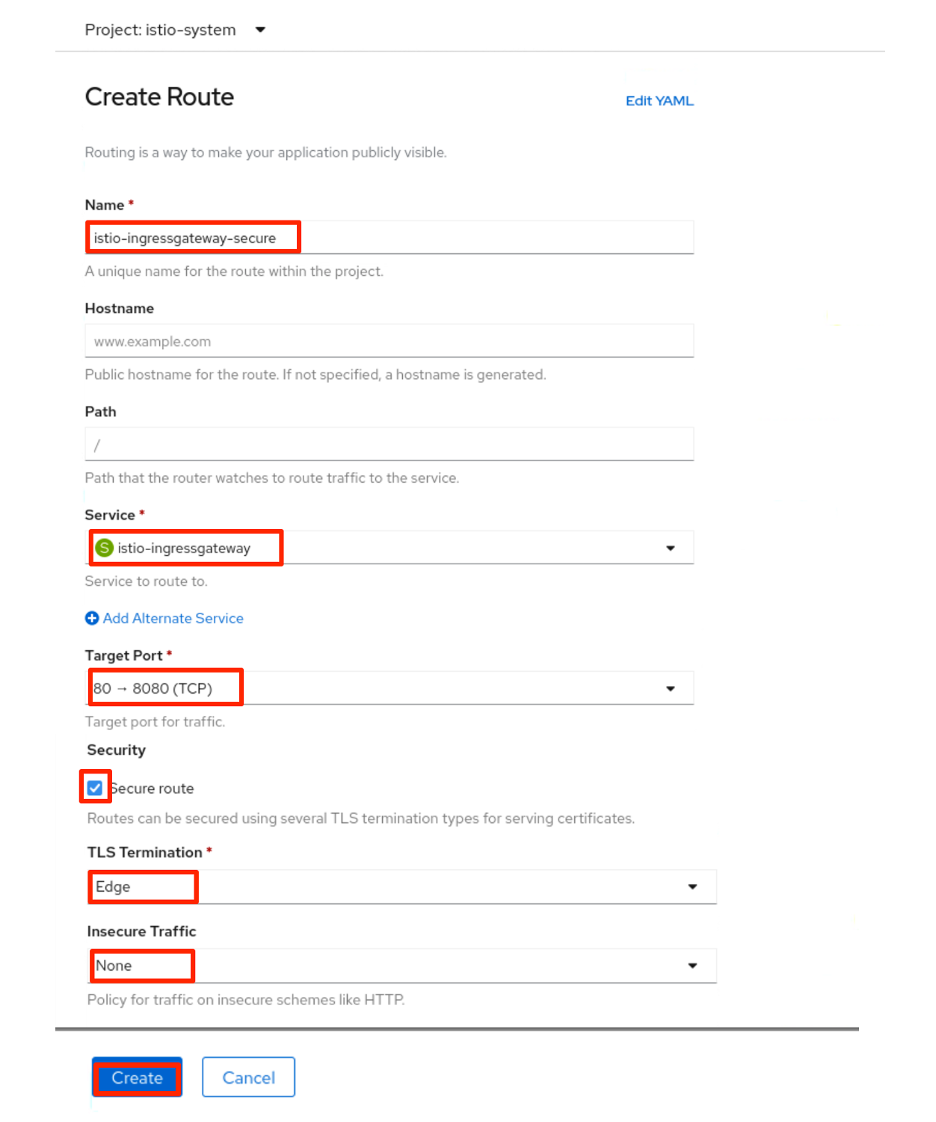 Project: istio-system
Create Route
Edit YAML
Routing is a way to make your application publicly visible.
Name *
istio-ingressgateway-secure
A unique name for the route within the project.
Hostname
www.example.com
Public hostname for the route. If not specified, a hostname is generated.
Path
/
Path that the router watches to route traffic to the service.
Service *
S istio-ingressgateway
Service to route to.
Add Alternate Service
Target Port *
80 → 8080 (TCP)
Target port for traffic.
Security
Secure route
Routes can be secured using several TLS termination types for serving certificates.
TLS Termination *
Edge
Insecure Traffic
None
Policy for traffic on insecure schemes like HTTP.
Create Cancel